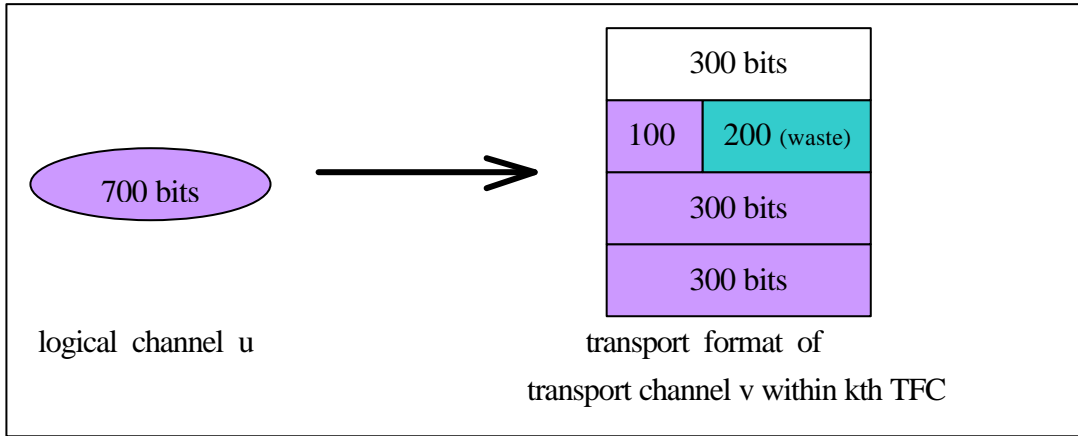 300 bits
100
200 (waste)
700 bits
300 bits
300 bits
logical channel u
transport format of
transport channel v within kth TFC